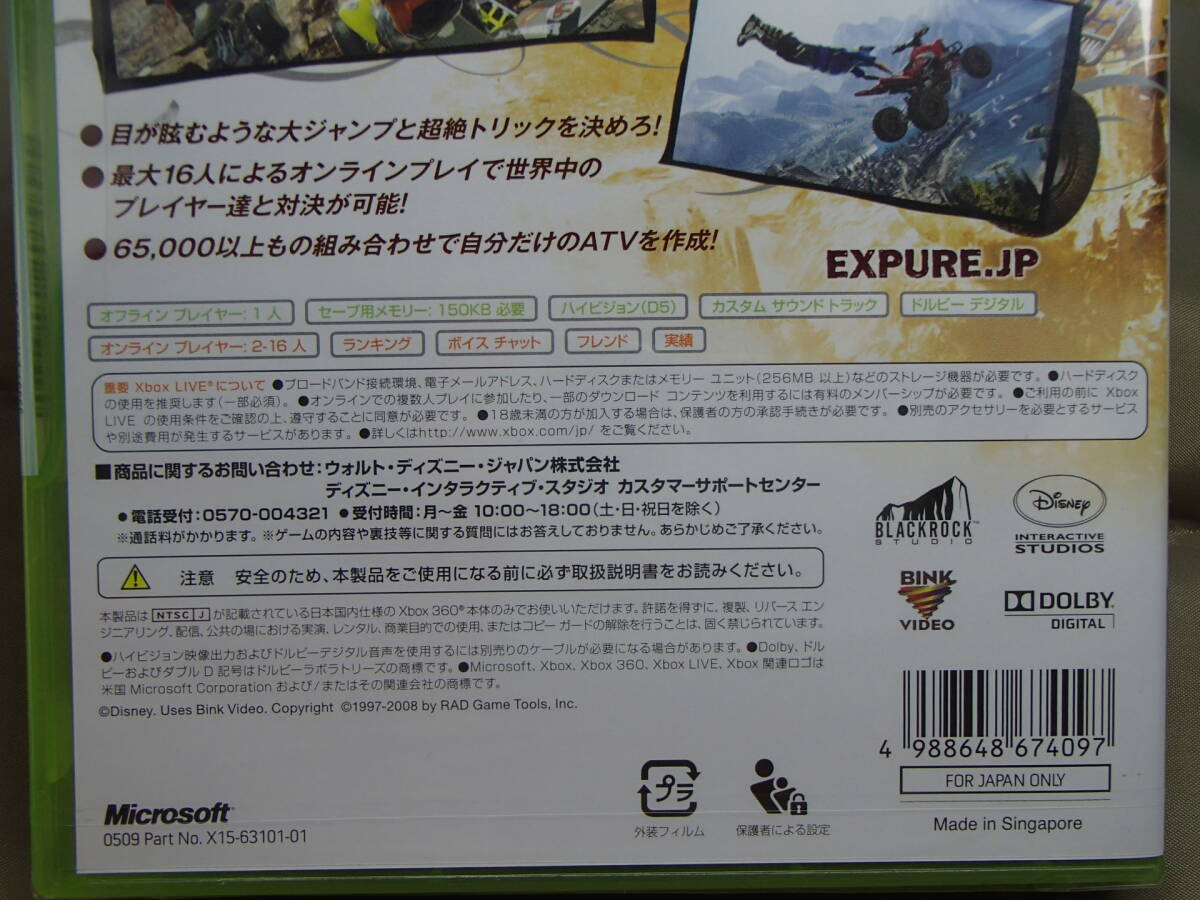 ●目が眩むような大ジャンプと超絶トリックを決めろ!
●最大16人によるオンラインプレイで世界中の
プレイヤー達と対決が可能!
●65,000以上もの組み合わせで自分だけのATVを作成!
EXPURE.JP
オフライン プレイヤー: 1 人
セーブ用メモリー: 150KB 必要
ハイビジョン(D5)
カスタム サウンド トラック
ドルビー デジタル
オンライン プレイヤー: 2-16 人
ランキング
ボイス チャット
フレンド
実績
重要 Xbox LIVE®について ●ブロードバンド接続環境、電子メールアドレス、ハードディスクまたはメモリー ユニット(256MB 以上)などのストレージ機器が必要です。●ハードディスク
の使用を推奨します(一部必須)。●オンラインでの複数人プレイに参加したり、一部のダウンロード コンテンツを利用するには有料のメンバーシップが必要です。●ご利用の前に Xbox
LIVE の使用条件をご確認の上、遵守することに同意が必要です。●18歳未満の方が加入する場合は、保護者の方の承認手続きが必要です。●別売のアクセサリーを必要とするサービス
や別途費用が発生するサービスがあります。●詳しくはhttp://www.xbox.com/jp/ をご覧ください。
■商品に関するお問い合わせ:ウォルト・ディズニー・ジャパン株式会社
ディズニー・インタラクティブ・スタジオ カスタマーサポートセンター
●電話受付:0570-004321 ●受付時間:月～金 10:00～18:00(土・日・祝日を除く)
※通話料がかかります。※ゲームの内容や裏技等に関する質問にはお答えしておりません。あらかじめご了承ください。
注意 安全のため、本製品をご使用になる前に必ず取扱説明書をお読みください。
本製品は NTSC J が記載されている日本国内仕様の Xbox 360® 本体のみでお使いいただけます。許諾を得ずに、複製、リバース エン
ジニアリング、配信、公共の場における実演、レンタル、商業目的での使用、またはコピー ガードの解除を行うことは、固く禁じられています。
●ハイビジョン映像出力およびドルビーデジタル音声を使用するには別売りのケーブルが必要になる場合があります。●Dolby、ドル
ビーおよびダブル D 記号はドルビーラボラトリーズの商標です。●Microsoft、Xbox、Xbox 360、Xbox LIVE、Xbox 関連ロゴは
米国 Microsoft Corporation および/またはその関連会社の商標です。
©Disney. Uses Bink Video. Copyright ©1997-2008 by RAD Game Tools, Inc.
BLACKROCK™
STUDIO
Disney
INTERACTIVE
STUDIOS
BINK
VIDEO
DOLBY
DIGITAL
4 988648 674097
FOR JAPAN ONLY
Made in Singapore
プラ
外装フィルム
保護者による設定
Microsoft®
0509 Part No. X15-63101-01